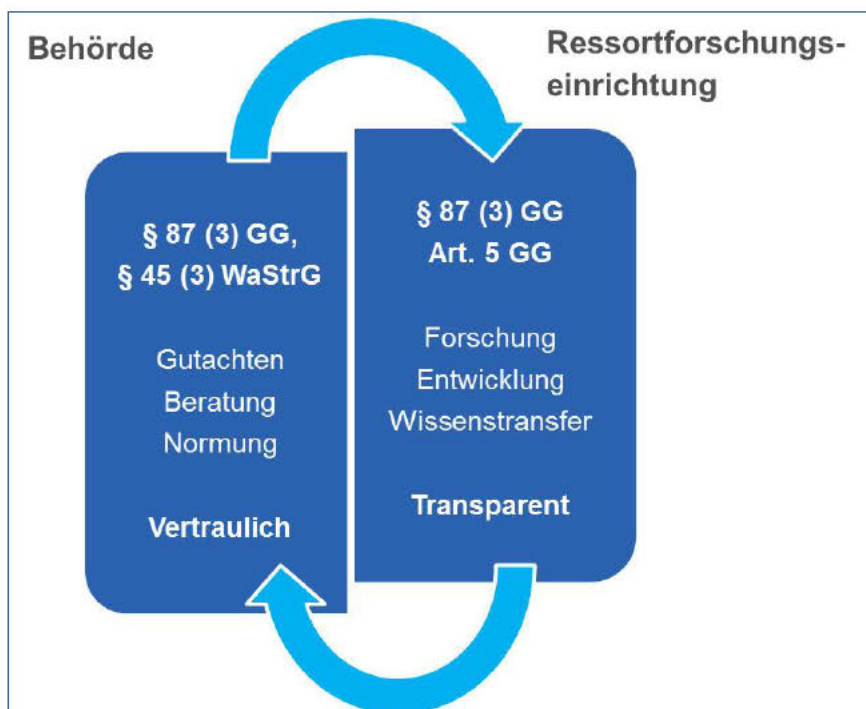 Behörde
Ressortforschungs-
einrichtung
§ 87 (3) GG,
§ 45 (3) WaStrG
Gutachten
Beratung
Normung
Vertraulich
§ 87 (3) GG
Art. 5 GG
Forschung
Entwicklung
Wissenstransfer
Transparent